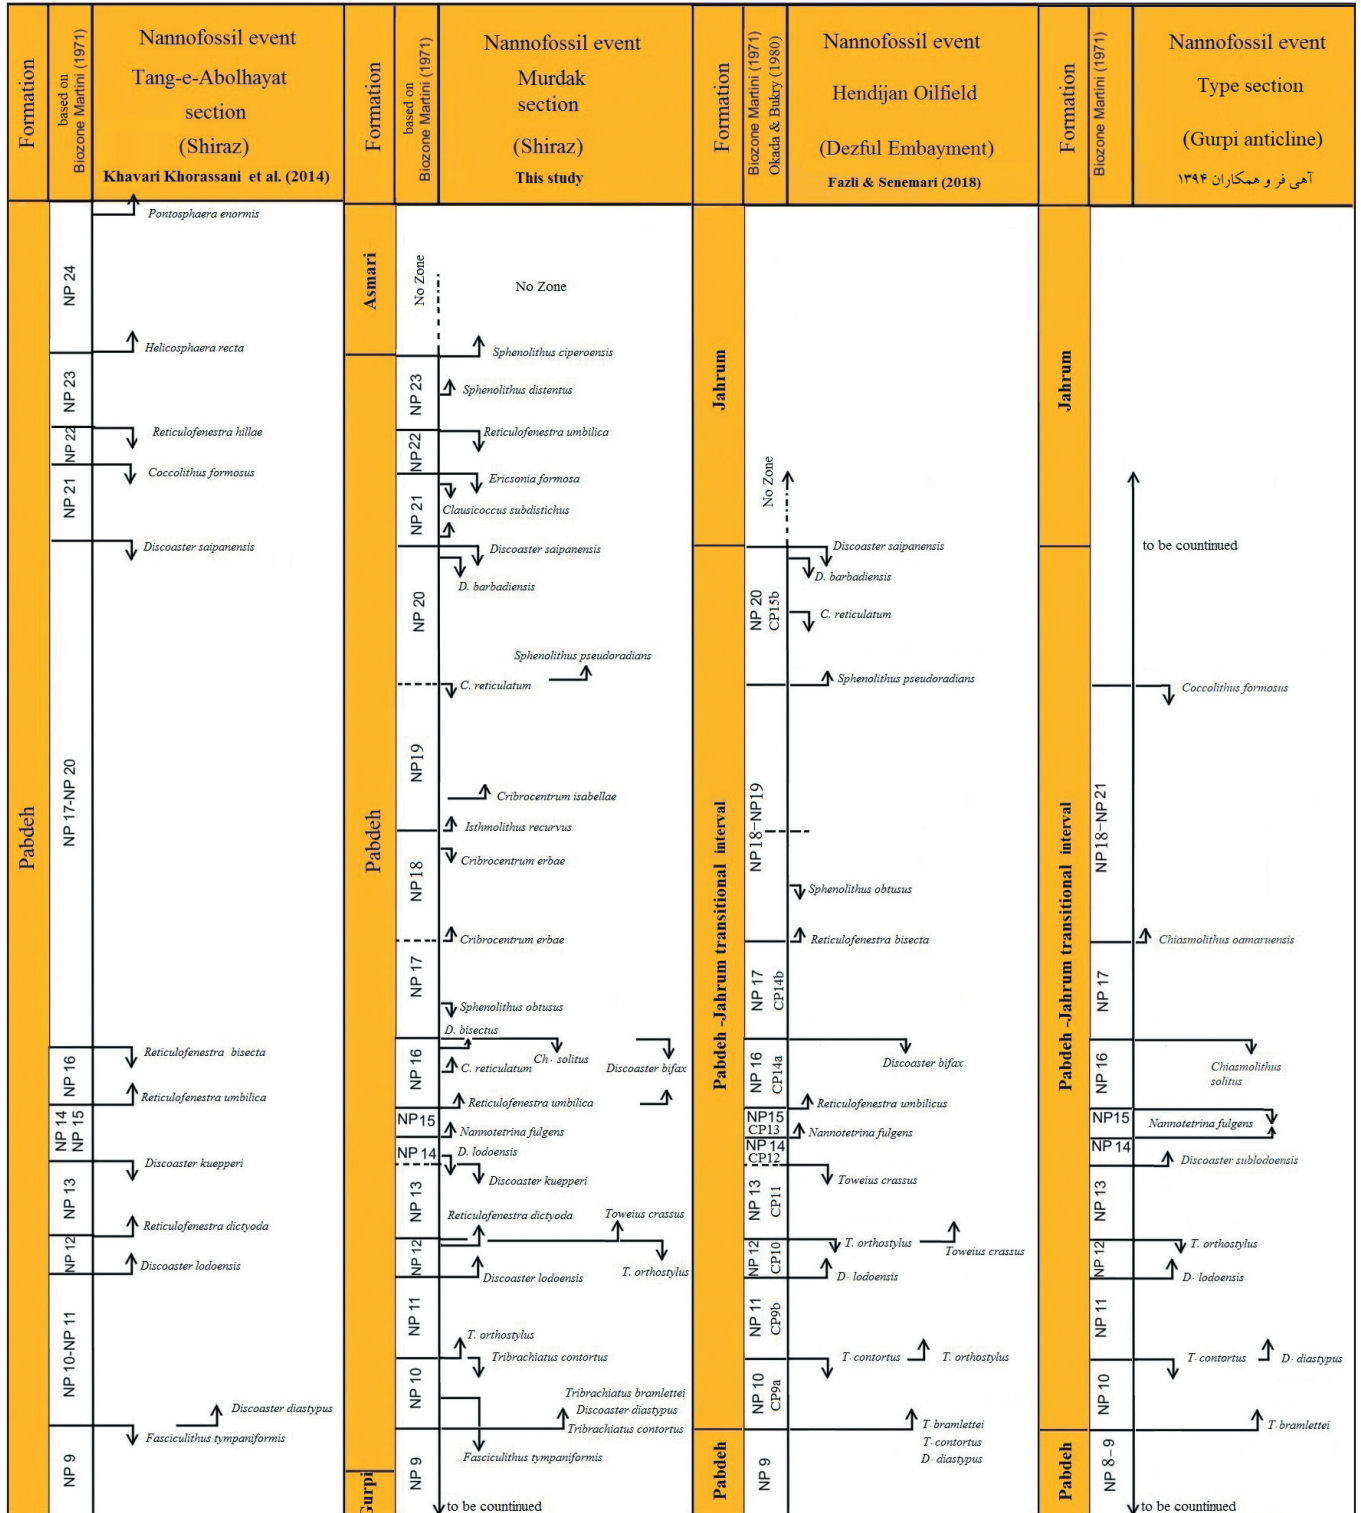 Formation
based on
Biozone Martini (1971)
Nannofossil event
Tang-e-Abolhayat
section
(Shiraz)
Khavari Khorassani et al. (2014)
Pabdeh
NP 24
NP 23
NP 22
NP 21
NP 17-NP 20
NP 16
NP 14
NP 15
NP 13
NP 12
NP 10-NP 11
NP 9
Pontosphaera enormis
Helicosphaera recta
Reticulofenestra hillae
Coccolithus formosus
Discoaster saipanensis
Reticulofenestra bisecta
Reticulofenestra umbilica
Discoaster kuepperi
Reticulofenestra dictyoda
Discoaster lodoensis
Discoaster diastypus
Fasciculithus tympaniformis
Formation
based on
Biozone Martini (1971)
Nannofossil event
Murdak
section
(Shiraz)
This study
Asmari
Pabdeh
Gurpi
No Zone
NP 23
NP22
NP 21
NP 20
NP19
NP18
NP 17
NP 16
NP15
NP 14
NP 13
NP 12
NP 11
NP 10
NP 9
No Zone
Sphenolithus ciperoensis
Sphenolithus distentus
Reticulofenestra umbilica
Ericsonia formosa
Clausicoccus subdistichus
Discoaster saipanensis
D. barbadiensis
Sphenolithus pseudoradians
C. reticulatum
Cribrocentrum isabellae
Isthmolithus recurvus
Cribrocentrum erbae
Cribrocentrum erbae
Sphenolithus obtusus
D. bisectus
Ch. solitus
C. reticulatum
Discoaster bifax
Reticulofenestra umbilica
Nannotetrina fulgens
D. lodoensis
Discoaster kuepperi
Toweius crassus
Reticulofenestra dictyoda
T. orthostylus
Discoaster lodoensis
T. orthostylus
Tribrachiatus contortus
Tribrachiatus bramlettei
Discoaster diastypus
Tribrachiatus contortus
Fasciculithus tympaniformis
to be countinued
Formation
Biozone Martini (1971)
Okada & Bukry (1980)
Nannofossil event
Hendijan Oilfield
(Dezful Embayment)
Fazli & Senemari (2018)
Jahrum
Pabdeh -Jahrum transitional interval
Pabdeh
No Zone
NP 20
CP15b
NP18-NP19
NP 17
CP14b
NP 16
CP14a
NP15
CP13
NP 14
CP12
NP 13
CP11
NP 12
CP10
NP 11
CP9b
NP 10
CP9a
NP 9
Discoaster saipanensis
D. barbadiensis
C. reticulatum
Sphenolithus pseudoradians
Sphenolithus obtusus
Reticulofenestra bisecta
Discoaster bifax
Reticulofenestra umbilicus
Nannotetrina fulgens
Toweius crassus
T. orthostylus
Toweius crassus
D. lodoensis
T. contortus
T. orthostylus
T. bramlettei
T. contortus
D. diastypus
Formation
Biozone Martini (1971)
Nannofossil event
Type section
(Gurpi anticline)
آهی فر و همکاران ۱۳۹۴
Jahrum
Pabdeh -Jahrum transitional interval
Pabdeh
NP18-NP21
NP 17
NP 16
NP15
NP 14
NP 13
NP 12
NP 11
NP 10
NP 8-9
to be countinued
Coccolithus formosus
Chiasmolithus oamaruensis
Chiasmolithus
solitus
Nannotetrina fulgens
Discoaster sublodoensis
T. orthostylus
D. lodoensis
T. contortus
D. diastypus
T. bramlettei
to be countinued